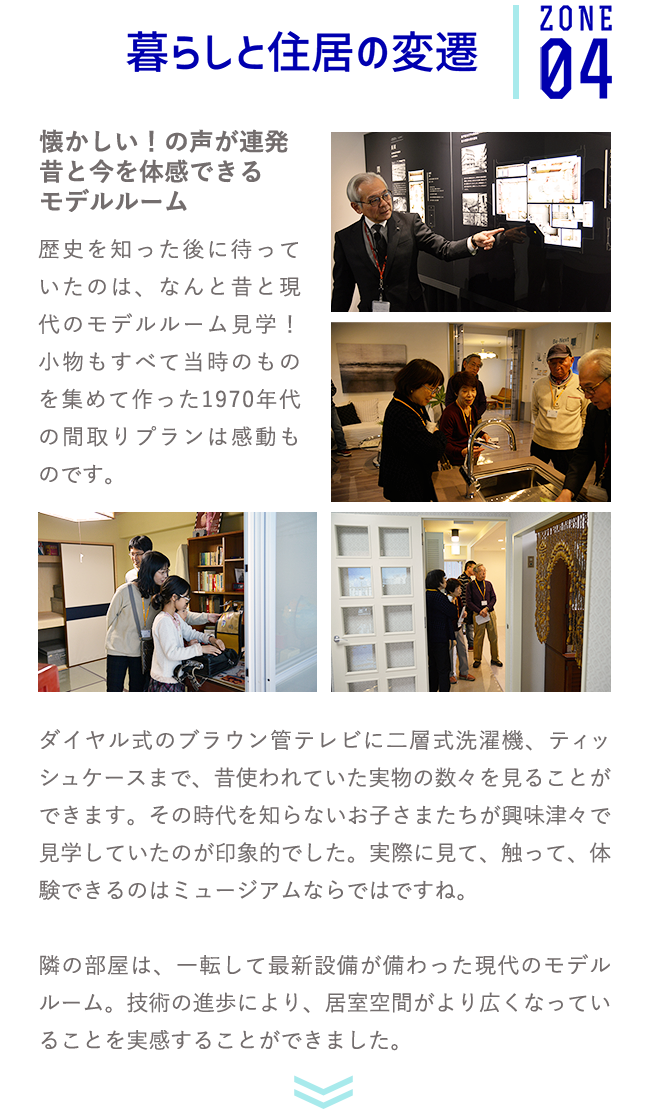 暮らしと住居の変遷
ZONE
04
懐かしい！の声が連発
昔と今を体感できる
モデルルーム
歴史を知った後に待って
いたのは、なんと昔と現
代のモデルルーム見学！
小物もすべて当時のもの
を集めて作った1970年代
の間取りプランは感動も
のです。
ダイヤル式のブラウン管テレビに二層式洗濯機、ティッ
シュケースまで、昔使われていた実物の数々を見ることが
できます。その時代を知らないお子さまたちが興味津々で
見学していたのが印象的でした。実際に見て、触って、体
験できるのはミュージアムならではですね。
隣の部屋は、一転して最新設備が備わった現代のモデル
ルーム。技術の進歩により、居室空間がより広くなってい
ることを実感することができました。